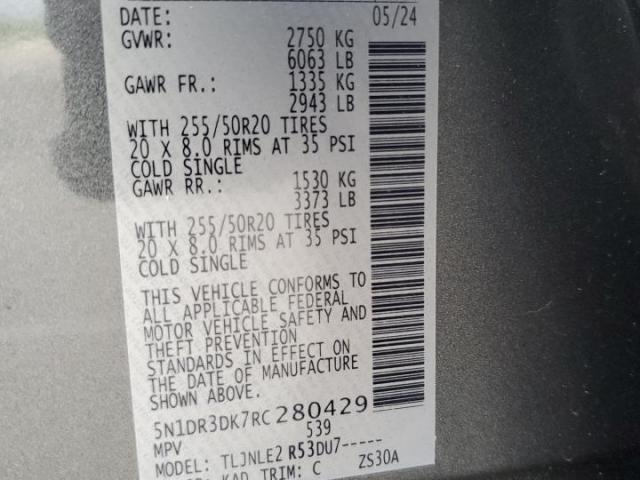 DATE: 05/24
GVWR: 2750 KG
6063 LB
GAWR FR.: 1335 KG
2943 LB
WITH 255/50R20 TIRES
20 X 8.0 RIMS AT 35 PSI
COLD SINGLE
GAWR RR.: 1530 KG
3373 LB
WITH 255/50R20 TIRES
20 X 8.0 RIMS AT 35 PSI
COLD SINGLE
THIS VEHICLE CONFORMS TO
ALL APPLICABLE FEDERAL
MOTOR VEHICLE SAFETY AND
THEFT PREVENTION
STANDARDS IN EFFECT ON
THE DATE OF MANUFACTURE
SHOWN ABOVE.
5N1DR3DK7RC280429
MPV 539
MODEL: TLJNLE2 R53DU7-----
KAD TRIM: C ZS30A